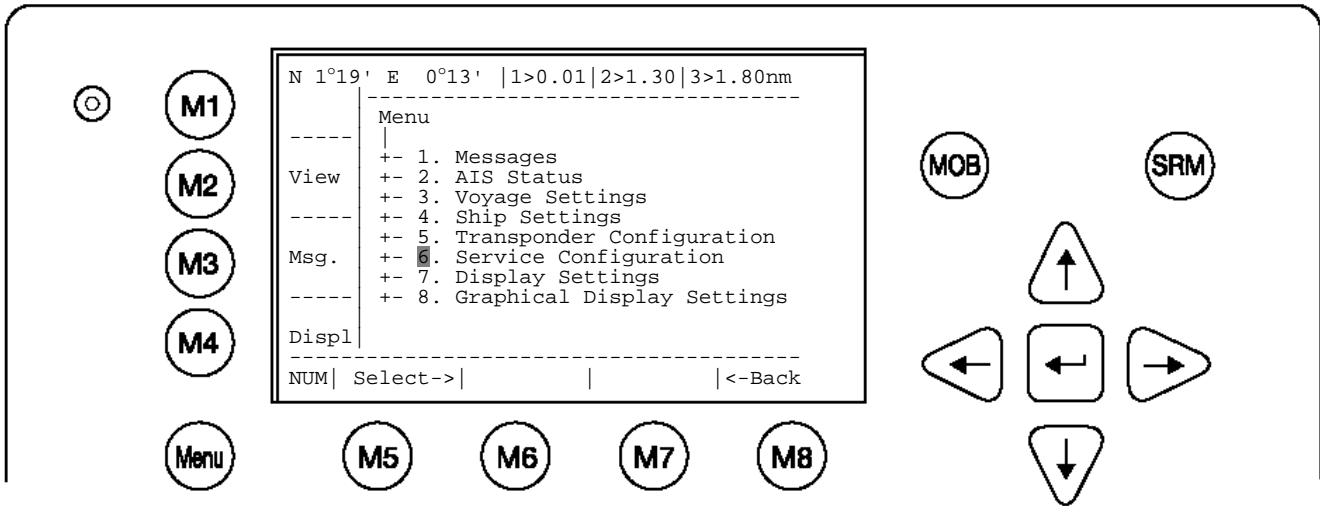 N 1°19' E 0°13' |1>0.01|2>1.30|3>1.80nm
M1
Menu
M2
View
M3
Msg.
M4
Displ
1. Messages
2. AIS Status
3. Voyage Settings
4. Ship Settings
5. Transponder Configuration
6. Service Configuration
7. Display Settings
8. Graphical Display Settings
NUM| Select->| | |<-Back
MOB
SRM
Menu
M5
M6
M7
M8